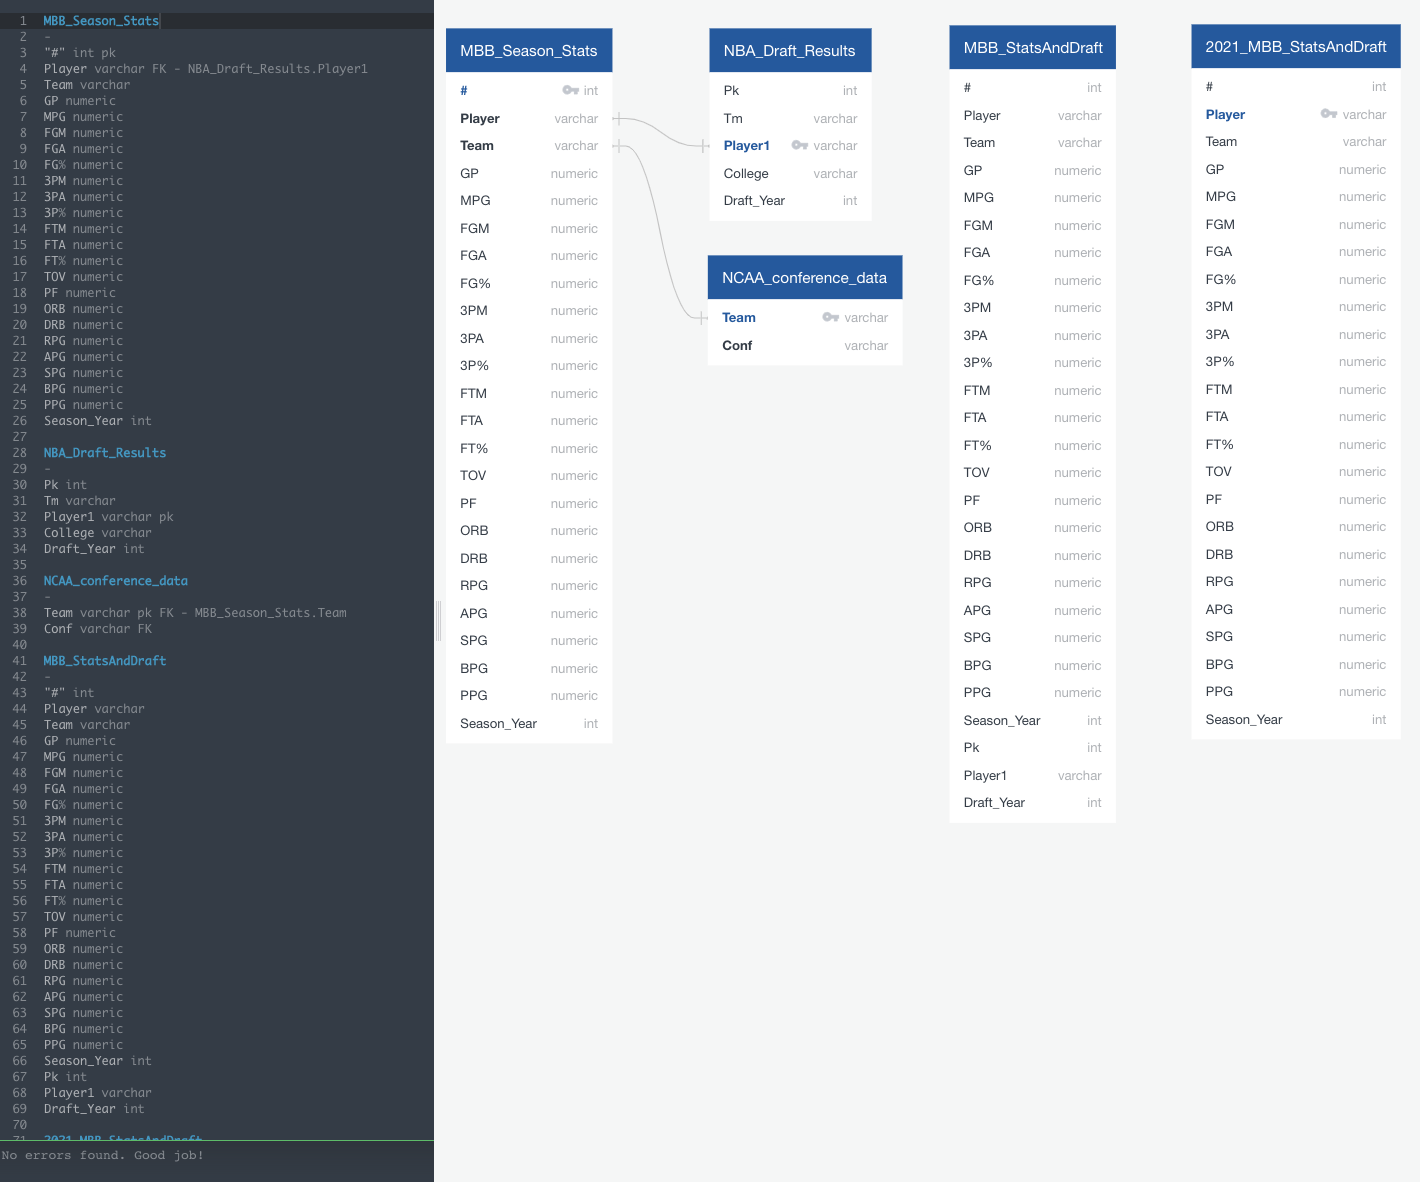 1 MBB_Season_Stats
2 -
3 "#" int pk
4 Player varchar FK - NBA_Draft_Results.Player1
5 Team varchar
6 GP numeric
7 MPG numeric
8 FGM numeric
9 FGA numeric
10 FG% numeric
11 3PM numeric
12 3PA numeric
13 3P% numeric
14 FTM numeric
15 FTA numeric
16 FT% numeric
17 TOV numeric
18 PF numeric
19 ORB numeric
20 DRB numeric
21 RPG numeric
22 APG numeric
23 SPG numeric
24 BPG numeric
25 PPG numeric
26 Season_Year int
27
28 NBA_Draft_Results
29 -
30 Pk int
31 Tm varchar
32 Player1 varchar pk
33 College varchar
34 Draft_Year int
35
36 NCAA_conference_data
37 -
38 Team varchar pk FK - MBB_Season_Stats.Team
39 Conf varchar FK
40
41 MBB_StatsAndDraft
42 -
43 "#" int
44 Player varchar
45 Team varchar
46 GP numeric
47 MPG numeric
48 FGM numeric
49 FGA numeric
50 FG% numeric
51 3PM numeric
52 3PA numeric
53 3P% numeric
54 FTM numeric
55 FTA numeric
56 FT% numeric
57 TOV numeric
58 PF numeric
59 ORB numeric
60 DRB numeric
61 RPG numeric
62 APG numeric
63 SPG numeric
64 BPG numeric
65 PPG numeric
66 Season_Year int
67 Pk int
68 Player1 varchar
69 Draft_Year int
70
71 2021_MBB_StatsAndDraft
No errors found. Good job!
MBB_Season_Stats
# int
Player varchar
Team varchar
GP numeric
MPG numeric
FGM numeric
FGA numeric
FG% numeric
3PM numeric
3PA numeric
3P% numeric
FTM numeric
FTA numeric
FT% numeric
TOV numeric
PF numeric
ORB numeric
DRB numeric
RPG numeric
APG numeric
SPG numeric
BPG numeric
PPG numeric
Season_Year int
NBA_Draft_Results
Pk int
Tm varchar
Player1 varchar
College varchar
Draft_Year int
NCAA_conference_data
Team varchar
Conf varchar
MBB_StatsAndDraft
# int
Player varchar
Team varchar
GP numeric
MPG numeric
FGM numeric
FGA numeric
FG% numeric
3PM numeric
3PA numeric
3P% numeric
FTM numeric
FTA numeric
FT% numeric
TOV numeric
PF numeric
ORB numeric
DRB numeric
RPG numeric
APG numeric
SPG numeric
BPG numeric
PPG numeric
Season_Year int
Pk int
Player1 varchar
Draft_Year int
2021_MBB_StatsAndDraft
# int
Player varchar
Team varchar
GP numeric
MPG numeric
FGM numeric
FGA numeric
FG% numeric
3PM numeric
3PA numeric
3P% numeric
FTM numeric
FTA numeric
FT% numeric
TOV numeric
PF numeric
ORB numeric
DRB numeric
RPG numeric
APG numeric
SPG numeric
BPG numeric
PPG numeric
Season_Year int